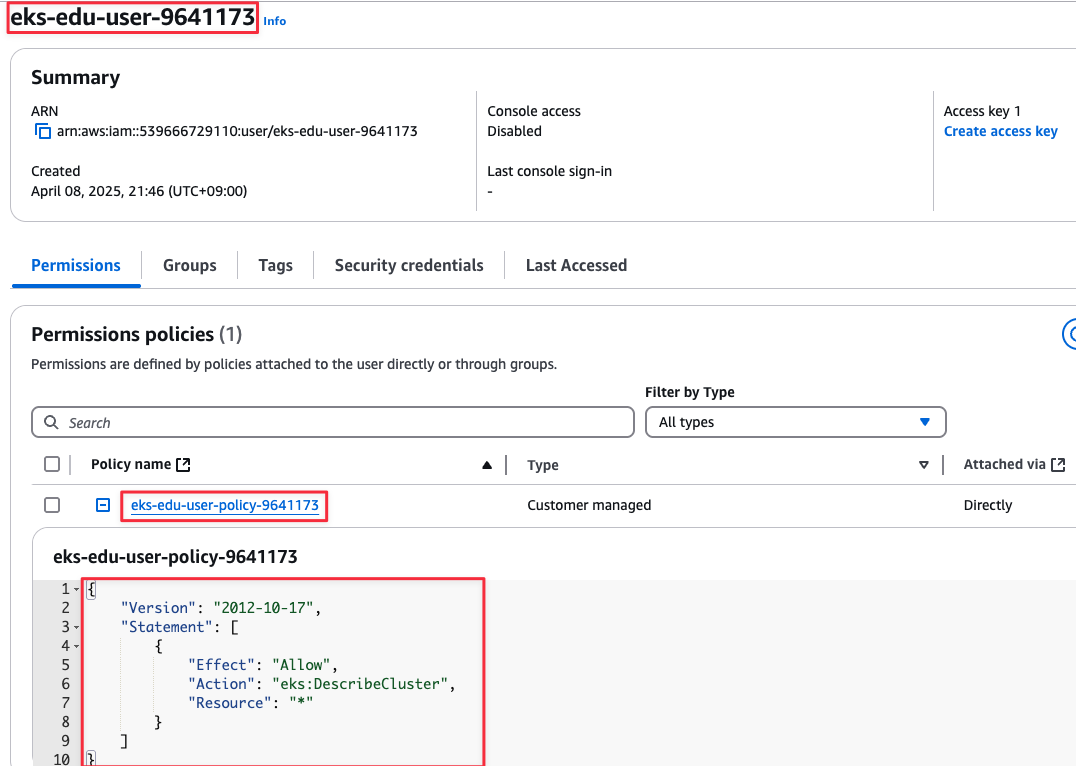 eks-edu-user-9641173 Info
Summary
ARN
arn:aws:iam::539666729110:user/eks-edu-user-9641173
Created
April 08, 2025, 21:46 (UTC+09:00)
Console access
Disabled
Last console sign-in
-
Access key 1
Create access key
Permissions
Groups
Tags
Security credentials
Last Accessed
Permissions policies (1)
Permissions are defined by policies attached to the user directly or through groups.
Filter by Type
Search
All types
Policy name
Type
Attached via
eks-edu-user-policy-9641173
Customer managed
Directly
eks-edu-user-policy-9641173
1 {
2 "Version": "2012-10-17",
3 "Statement": [
4 {
5 "Effect": "Allow",
6 "Action": "eks:DescribeCluster",
7 "Resource": "*"
8 }
9 ]
10 }